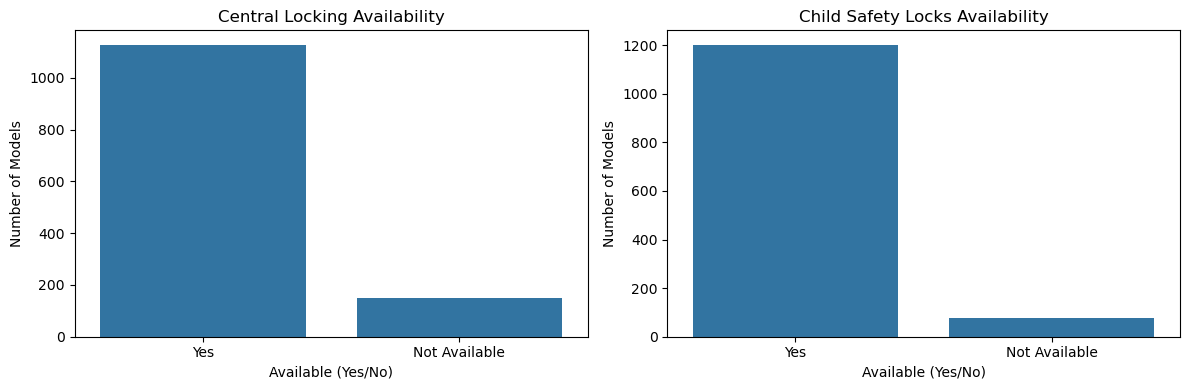 Central Locking Availability
Number of Models
1000
800
600
400
200
0
Yes
Not Available
Available (Yes/No)
Child Safety Locks Availability
Number of Models
1200
1000
800
600
400
200
0
Yes
Not Available
Available (Yes/No)